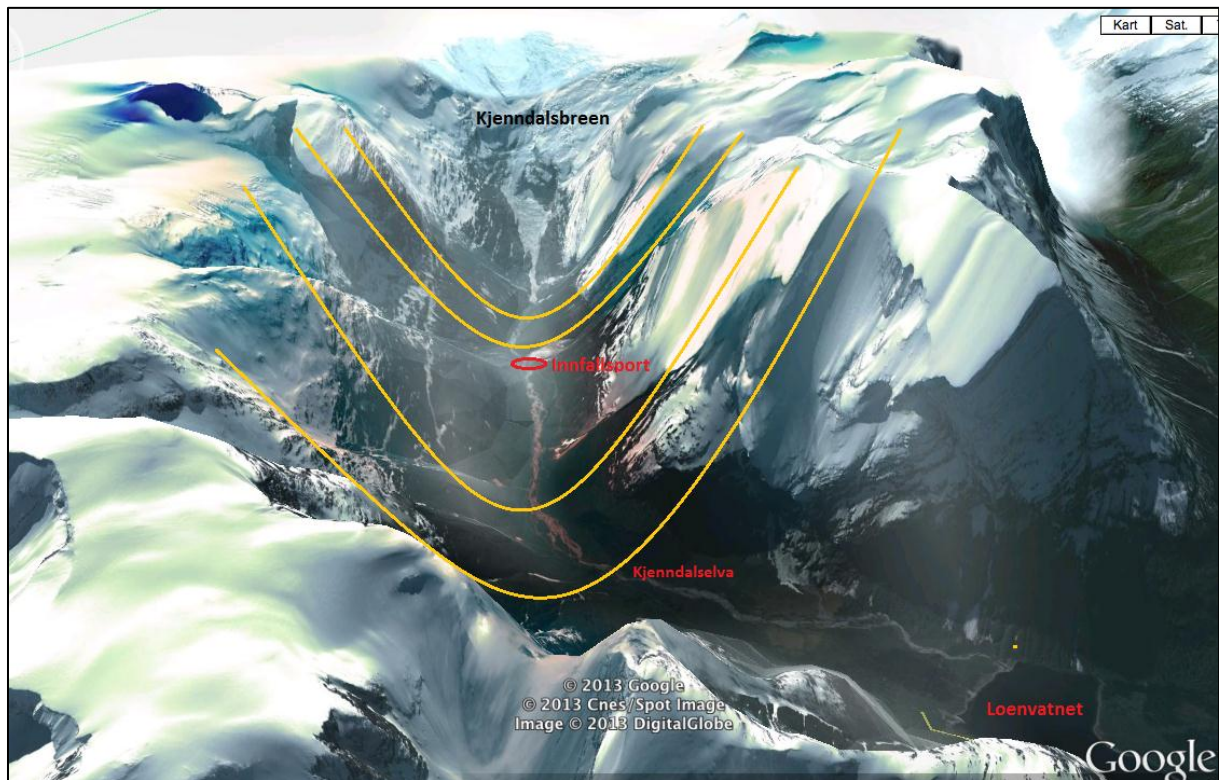 Kart
Sat.
Kjenndalsbreen
Innfallsport
Kjenndalselva
Loenvatnet
© 2013 Google
© 2013 Cnes/Spot Image
Image © 2013 DigitalGlobe
Google